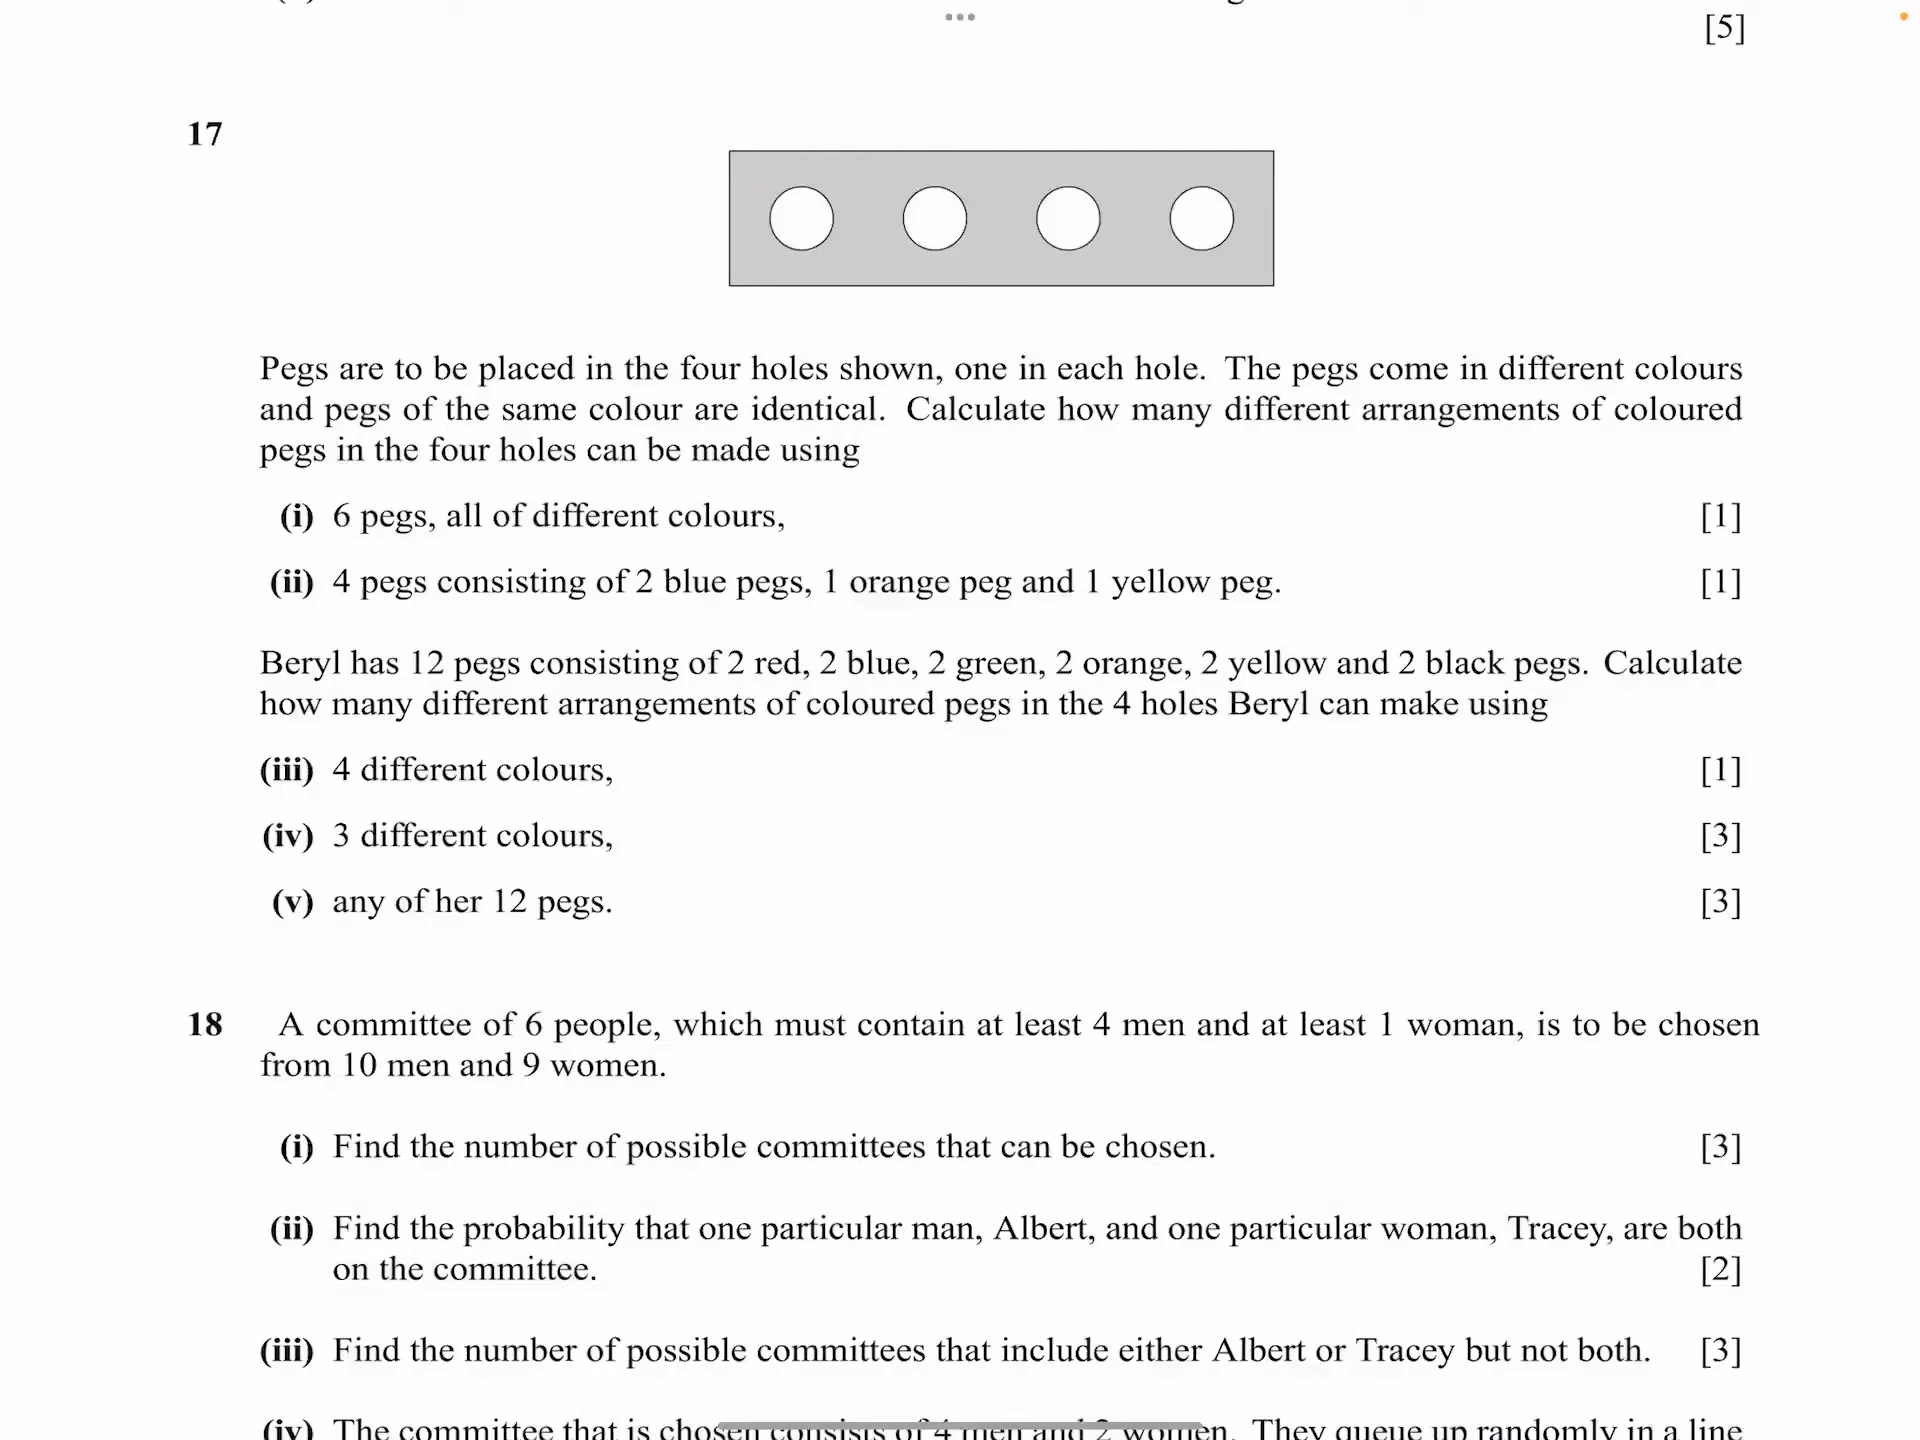 [5]
17
Pegs are to be placed in the four holes shown, one in each hole. The pegs come in different colours
and pegs of the same colour are identical. Calculate how many different arrangements of coloured
pegs in the four holes can be made using
(i) 6 pegs, all of different colours, [1]
(ii) 4 pegs consisting of 2 blue pegs, 1 orange peg and 1 yellow peg. [1]
Beryl has 12 pegs consisting of 2 red, 2 blue, 2 green, 2 orange, 2 yellow and 2 black pegs. Calculate
how many different arrangements of coloured pegs in the 4 holes Beryl can make using
(iii) 4 different colours, [1]
(iv) 3 different colours, [3]
(v) any of her 12 pegs. [3]
18 A committee of 6 people, which must contain at least 4 men and at least 1 woman, is to be chosen
from 10 men and 9 women.
(i) Find the number of possible committees that can be chosen. [3]
(ii) Find the probability that one particular man, Albert, and one particular woman, Tracey, are both
on the committee. [2]
(iii) Find the number of possible committees that include either Albert or Tracey but not both. [3]
(iv) The committee that is chosen consists of 4 men and 2 women. They queue up randomly in a line